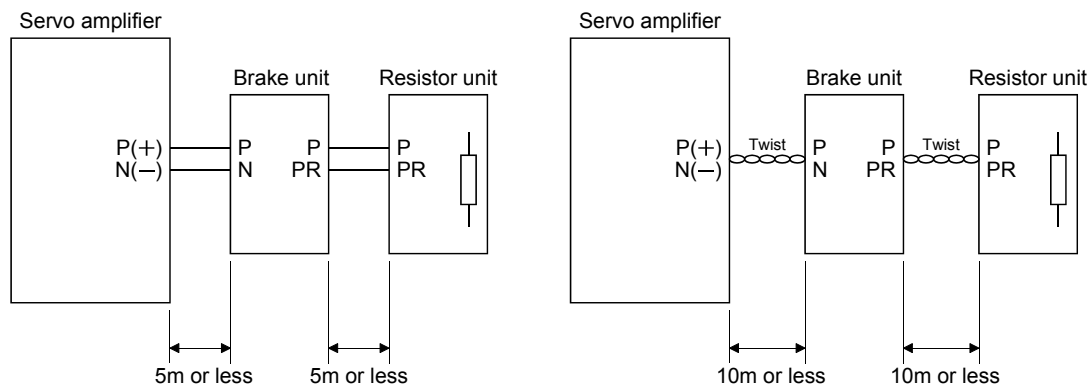 Servo amplifier
Brake unit
Resistor unit
P(+)
N(−)
P
N
P
PR
P
PR
5m or less
5m or less
Servo amplifier
Brake unit
Resistor unit
P(+)
N(−)
Twist
P
N
P
PR
Twist
P
PR
10m or less
10m or less